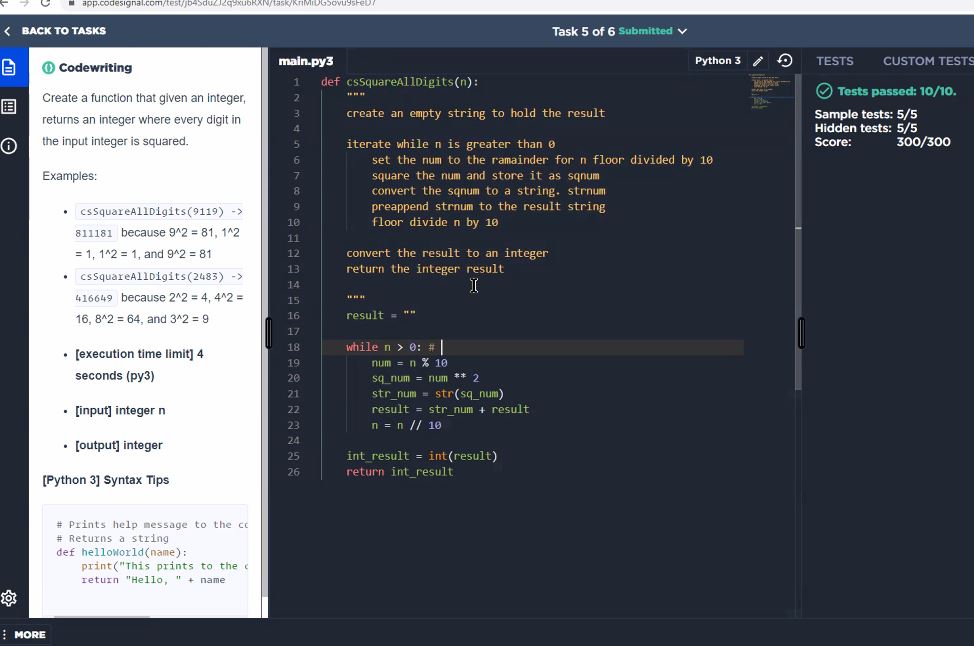 app.codesignal.com/test/jb4SduZJ2q9xu6RXN/task/KriMiDGSovu9sFeD7
BACK TO TASKS
Task 5 of 6 Submitted
Codewriting
main.py3
Python 3
TESTS
CUSTOM TESTS
Create a function that given an integer,
returns an integer where every digit in
the input integer is squared.
Examples:
• csSquareAllDigits(9119) ->
811181 because 9^2 = 81, 1^2
= 1, 1^2 = 1, and 9^2 = 81
• csSquareAllDigits(2483) ->
416649 because 2^2 = 4, 4^2 =
16, 8^2 = 64, and 3^2 = 9
• [execution time limit] 4
seconds (py3)
• [input] integer n
• [output] integer
[Python 3] Syntax Tips
# Prints help message to the co
# Returns a string
def helloWorld(name):
print("This prints to the c
return "Hello, " + name
1 def csSquareAllDigits(n):
2 """
3 create an empty string to hold the result
4
5 iterate while n is greater than 0
6 set the num to the ramainder for n floor divided by 10
7 square the num and store it as sqnum
8 convert the sqnum to a string. strnum
9 preappend strnum to the result string
10 floor divide n by 10
11
12 convert the result to an integer
13 return the integer result
14
15 """
16 result = ""
17
18 while n > 0: #
19 num = n % 10
20 sq_num = num ** 2
21 str_num = str(sq_num)
22 result = str_num + result
23 n = n // 10
24
25 int_result = int(result)
26 return int_result
Tests passed: 10/10.
Sample tests: 5/5
Hidden tests: 5/5
Score: 300/300
MORE